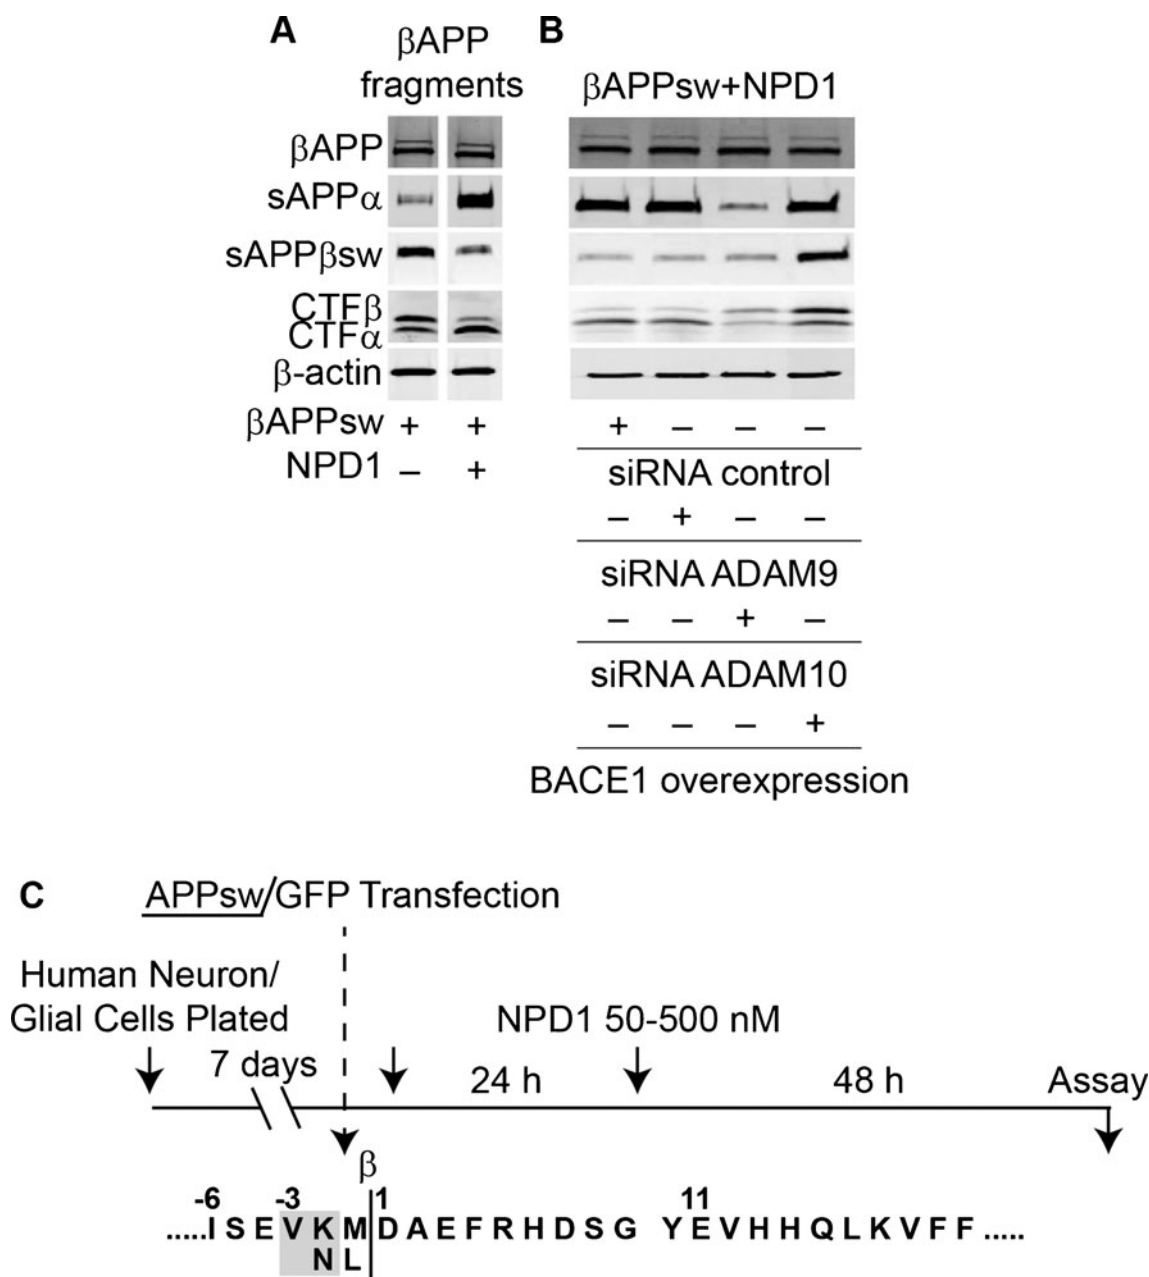 A
βAPP
fragments
βAPP
sAPPα
sAPPβsw
CTFβ
CTFα
β-actin
βAPPsw + +
NPD1 – +
B
βAPPsw+NPD1
+ – – –
siRNA control
– + – –
siRNA ADAM9
– – + –
siRNA ADAM10
– – – +
BACE1 overexpression
C
APPsw/GFP Transfection
Human Neuron/
Glial Cells Plated
NPD1 50-500 nM
7 days
24 h
48 h
Assay
β
-6 -3 1 11
.....I S E V K M D A E F R H D S G Y E V H H Q L K V F F .....
N L